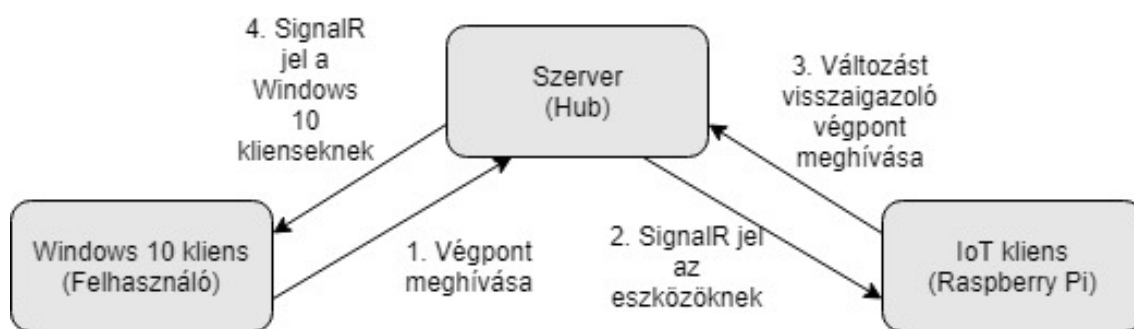 4. SignalR
jel a
Windows
10
klienseknek
Szerver
(Hub)
3. Változást
visszaigazoló
végpont
meghívása
Windows 10 kliens
(Felhasználó)
1. Végpont
meghívása
2. SignalR jel
az
eszközöknek
IoT kliens
(Raspberry Pi)